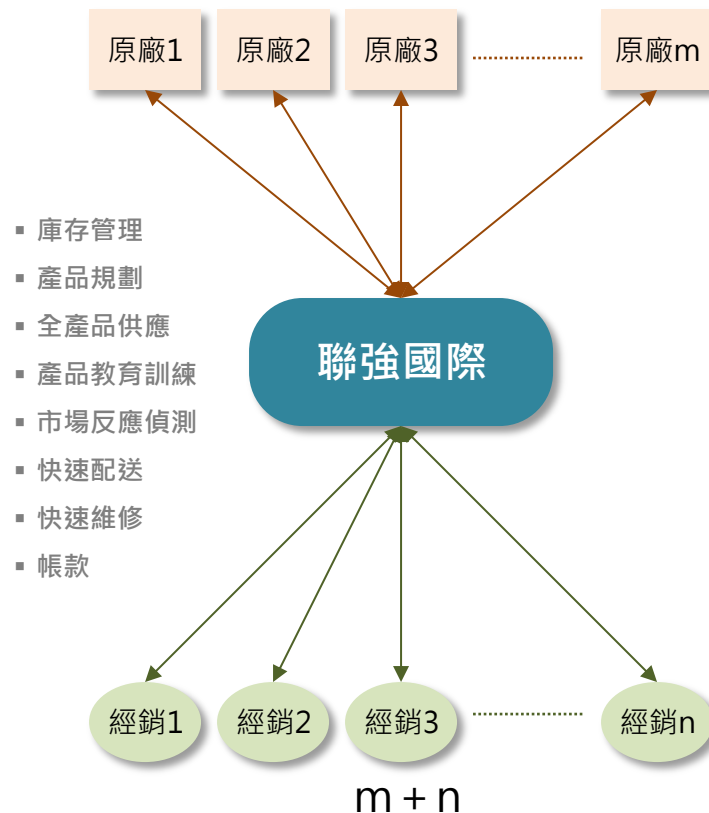 原廠1 原廠2 原廠3 原廠m
▪ 庫存管理
▪ 產品規劃
▪ 全產品供應
▪ 產品教育訓練
▪ 市場反應偵測
▪ 快速配送
▪ 快速維修
▪ 帳款
聯強國際
經銷1 經銷2 經銷3 經銷n
m + n